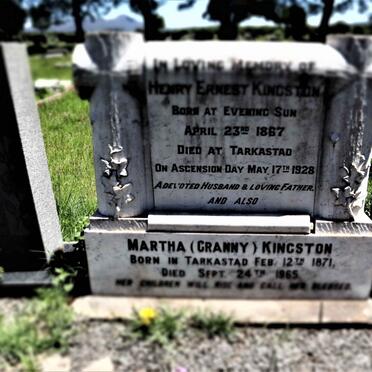 In Loving Memory of
Henry Ernest Kingston
Born at Evening Sun
April 23rd 1867
Died at Tarkastad
On Ascension Day May 17th 1928
A devoted Husband & Loving Father.
and also
Martha (Granny) Kingston
Born in Tarkastad Feb. 12th 1871,
Died Sept. 24th 1965.
Her children will rise and call her blessed.